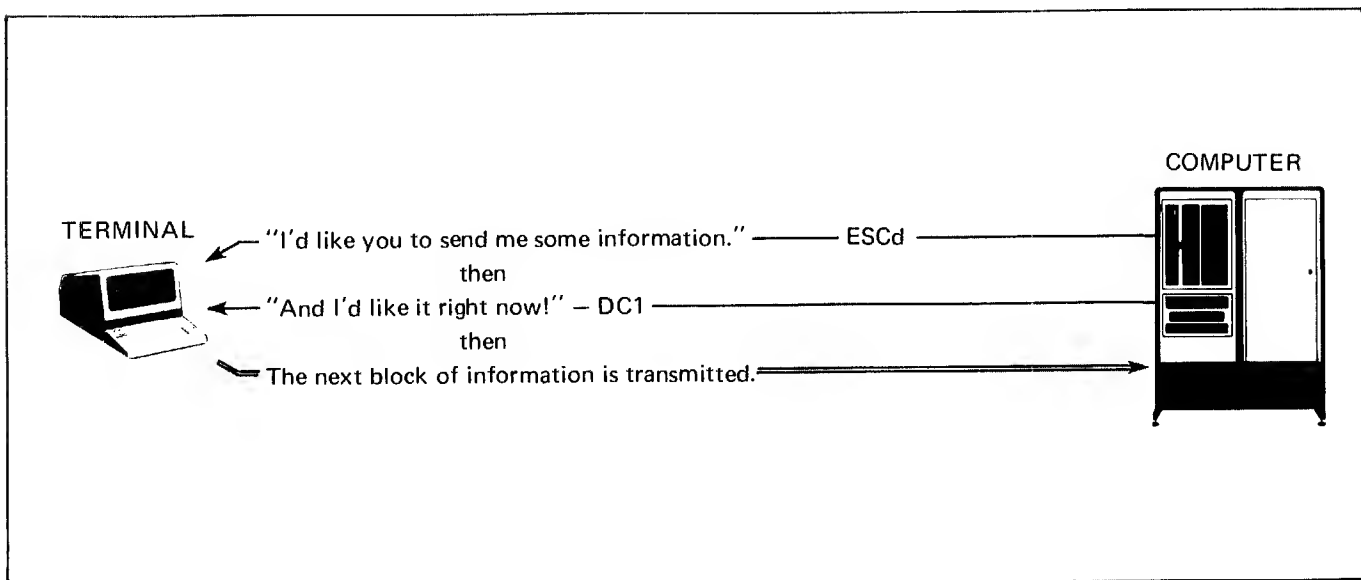 COMPUTER
TERMINAL
"I'd like you to send me some information." ESCd
then
"And I'd like it right now!" — DC1
then
The next block of information is transmitted.